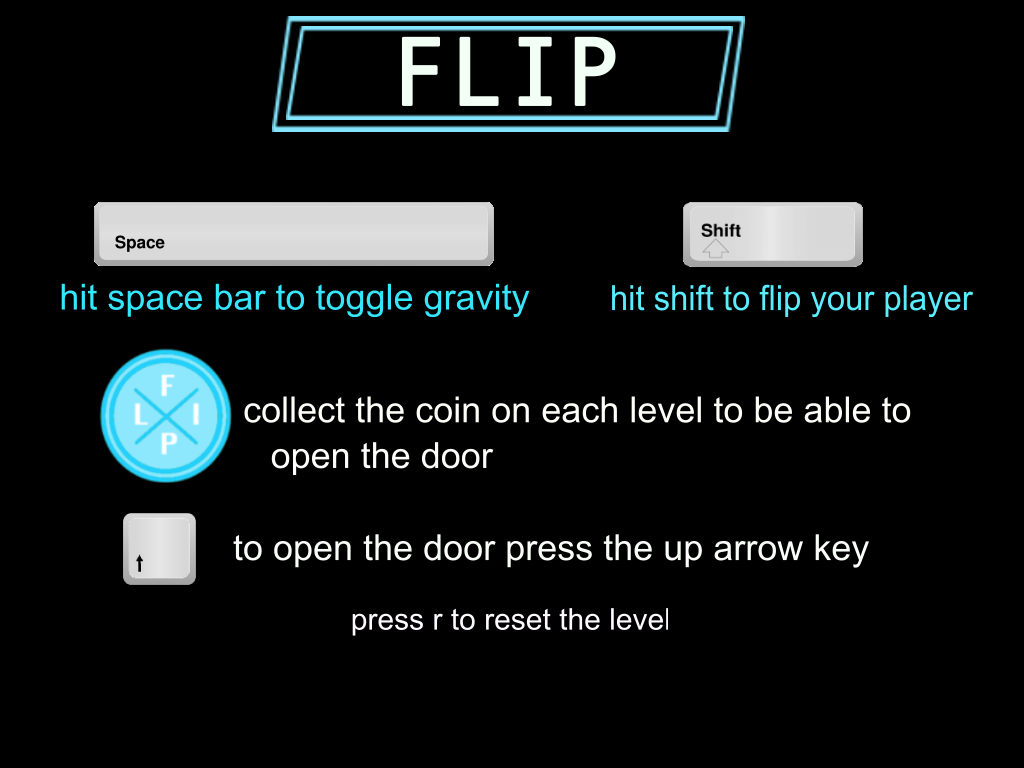 FLIP
Space
Shift
hit space bar to toggle gravity
hit shift to flip your player
F
L I
P
collect the coin on each level to be able to
open the door
to open the door press the up arrow key
press r to reset the level